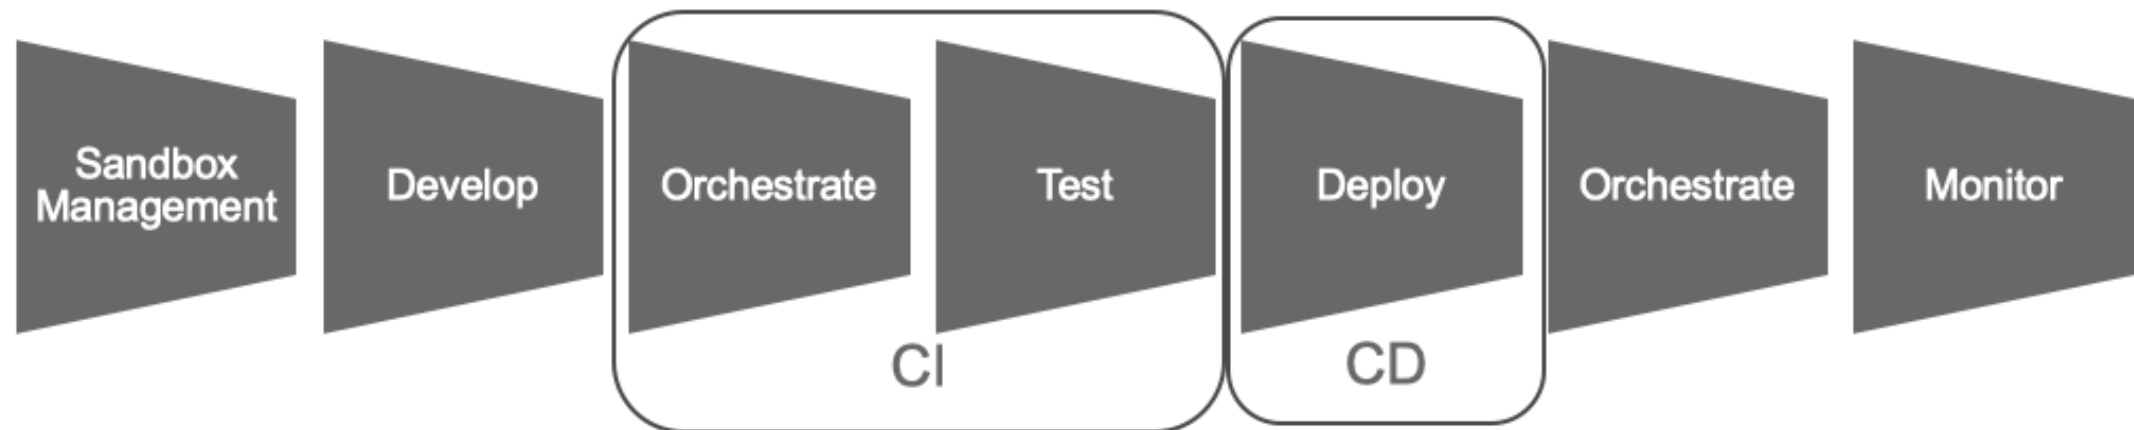 Sandbox
Management
Develop
Orchestrate
Test
Deploy
Orchestrate
Monitor
CI
CD